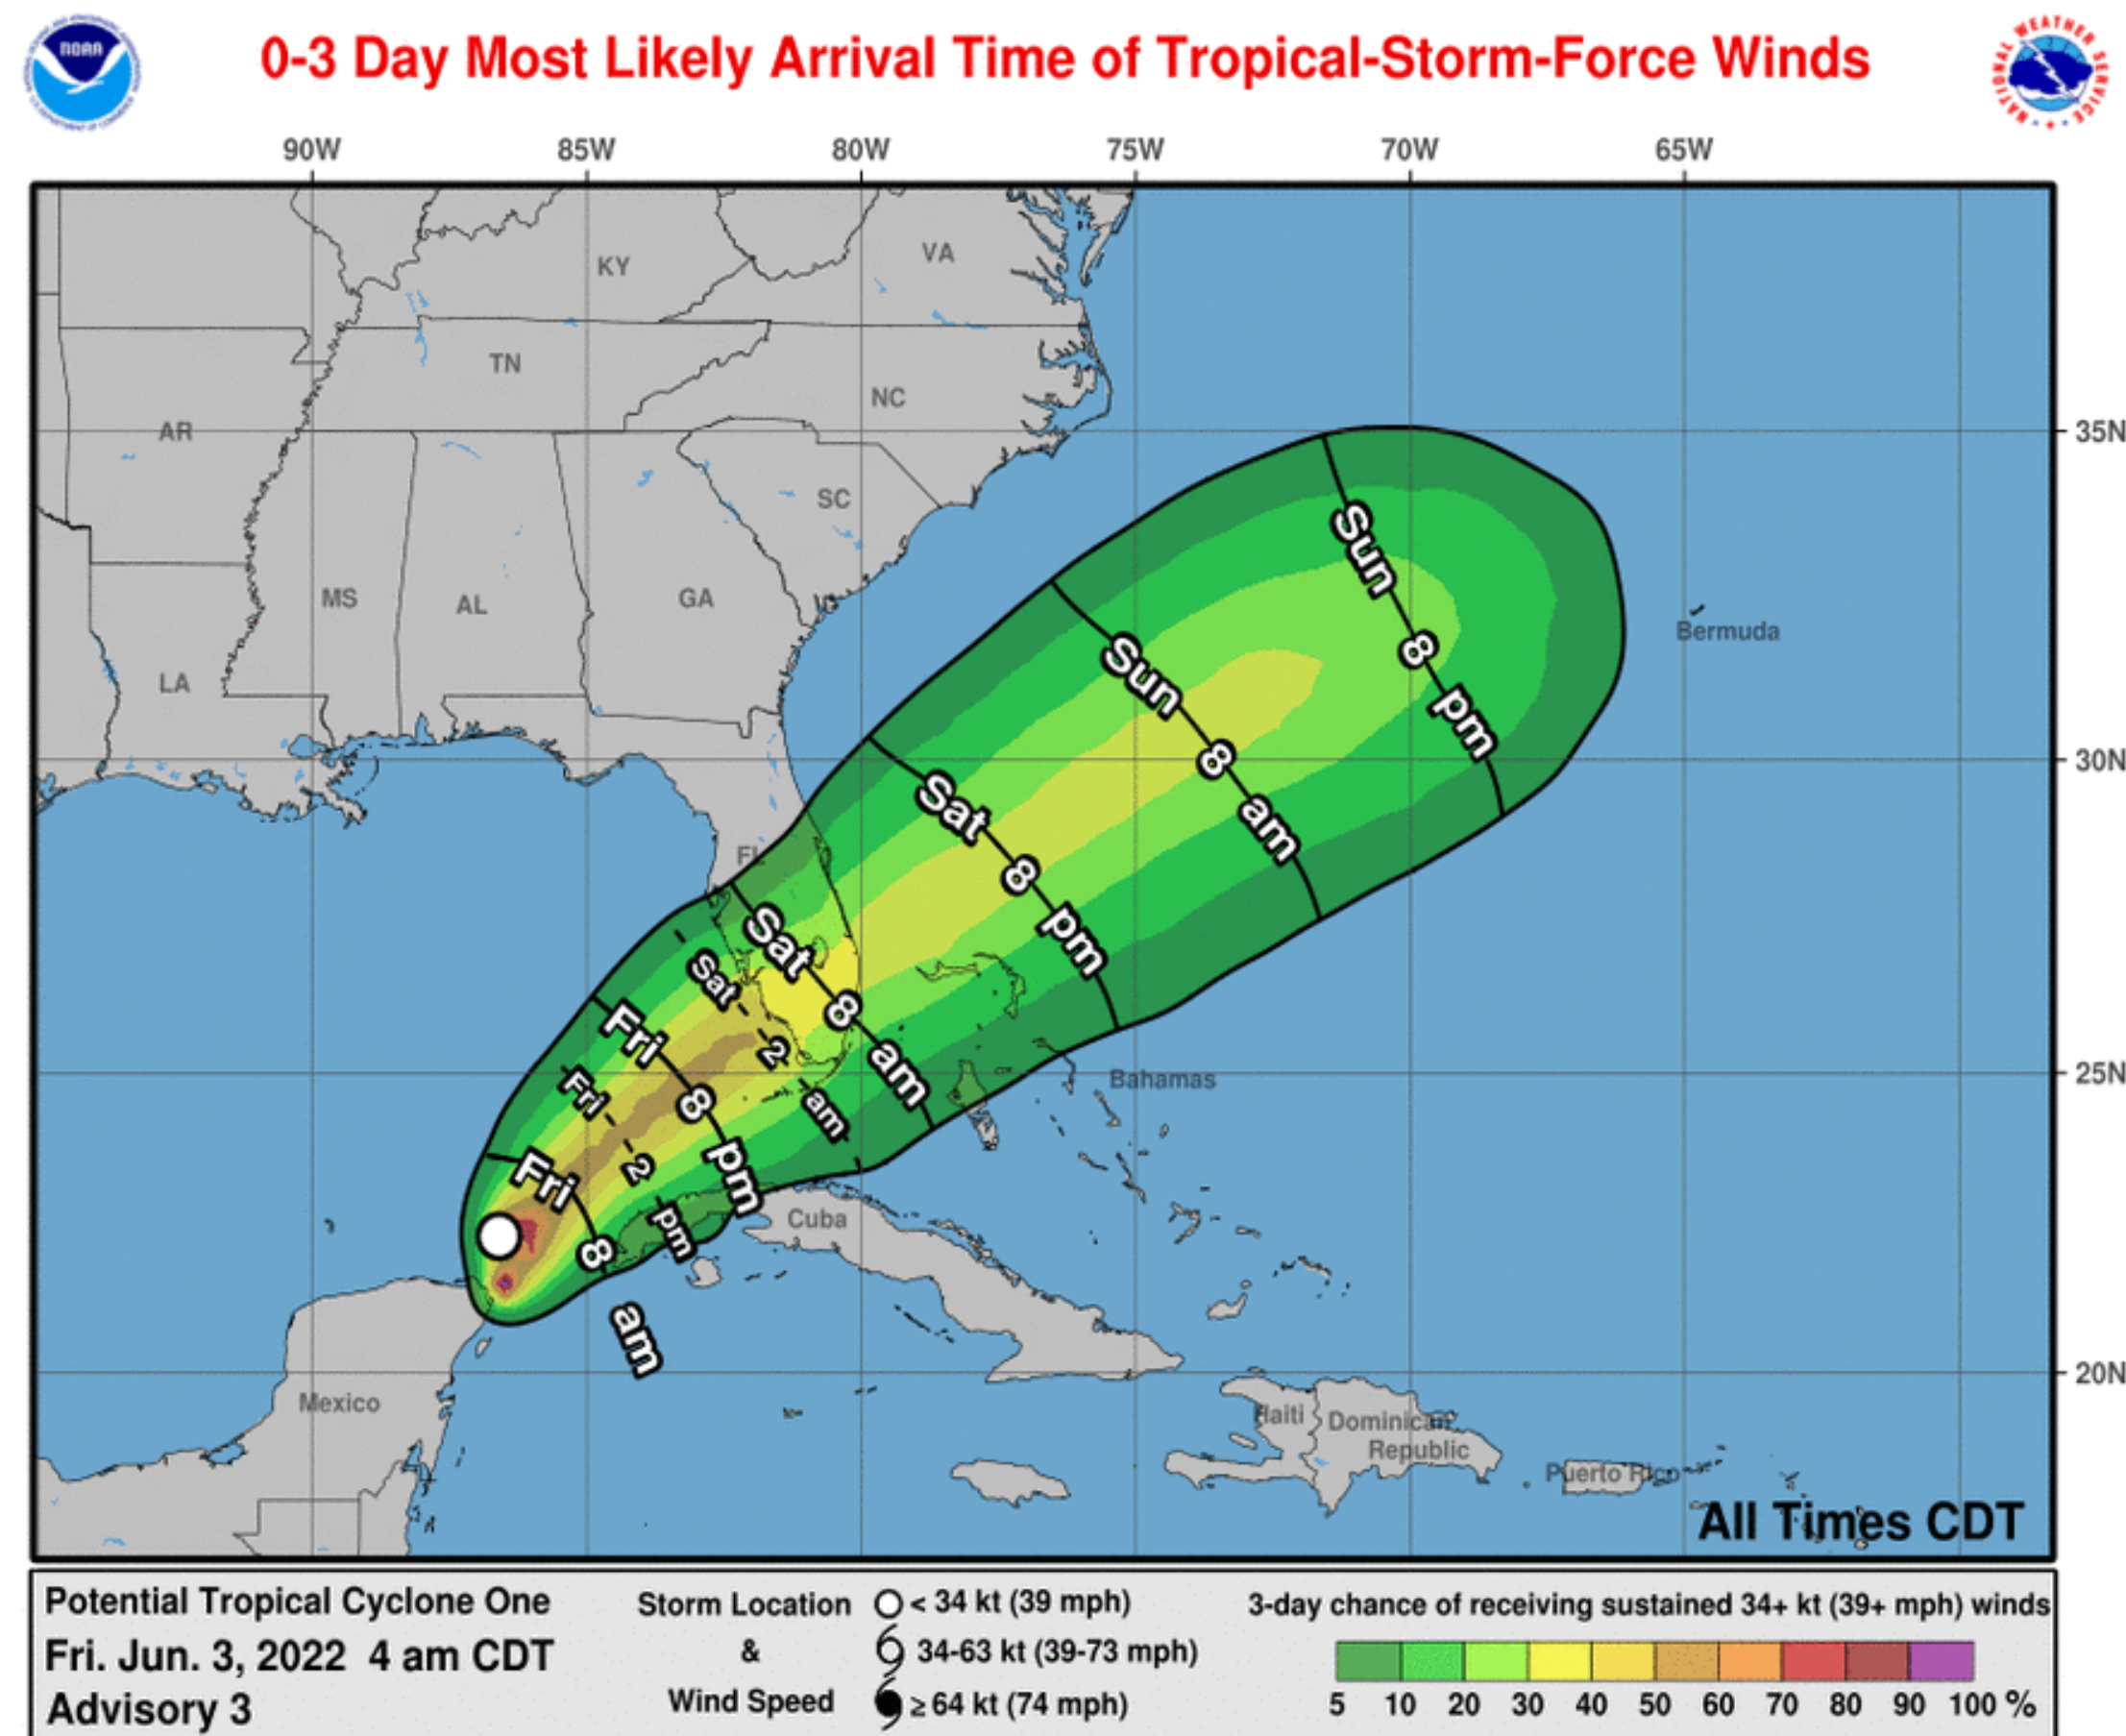 NOAA
0-3 Day Most Likely Arrival Time of Tropical-Storm-Force Winds
NATIONAL WEATHER SERVICE
90W 85W 80W 75W 70W 65W
KY
VA
TN
NC
AR
35N
SC
MS
AL
GA
LA
Bermuda
30N
FL
25N
Bahamas
Cuba
20N
Mexico
Haiti
Dominican
Republic
Puerto Rico
Sun 8 pm
Sun 8 am
Sat 8 pm
Sat 8 am
Sat 2 am
Fri 8 pm
Fri 2 pm
Fri 8 am
All Times CDT
Potential Tropical Cyclone One
Fri. Jun. 3, 2022 4 am CDT
Advisory 3
Storm Location
&
Wind Speed
< 34 kt (39 mph)
34-63 kt (39-73 mph)
≥ 64 kt (74 mph)
3-day chance of receiving sustained 34+ kt (39+ mph) winds
5 10 20 30 40 50 60 70 80 90 100 %